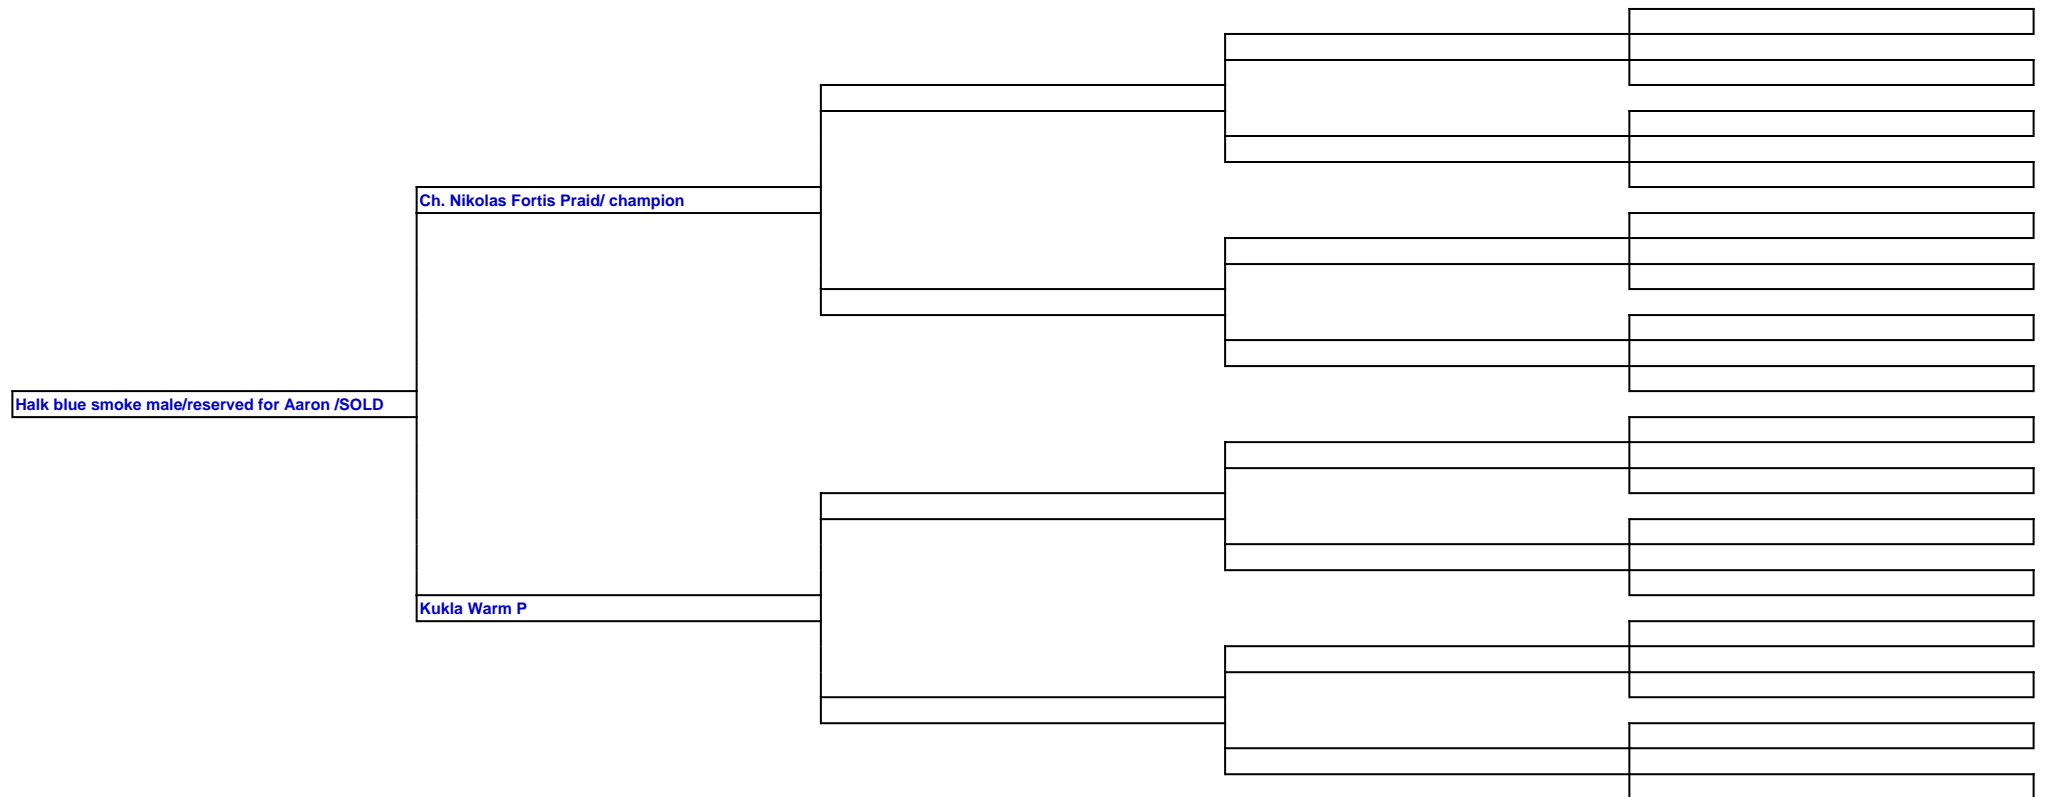 Ch. Nikolas Fortis Praid/ champion
Halk blue smoke male/reserved for Aaron /SOLD
Kukla Warm P